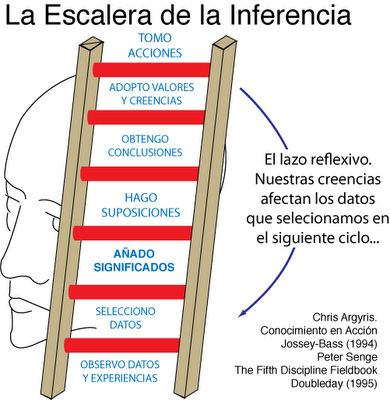 La Escalera de la Inferencia
TOMO
ACCIONES
ADOPTO VALORES
Y CREENCIAS
OBTENGO
CONCLUSIONES
HAGO
SUPOSICIONES
AÑADO
SIGNIFICADOS
SELECCIONO
DATOS
OBSERVO DATOS
Y EXPERIENCIAS
El lazo reflexivo.
Nuestras creencias
afectan los datos
que selecionamos en
el siguiente ciclo...
Chris Argyris.
Conocimiento en Acción
Jossey-Bass (1994)
Peter Senge
The Fifth Discipline Fieldbook
Doubleday (1995)